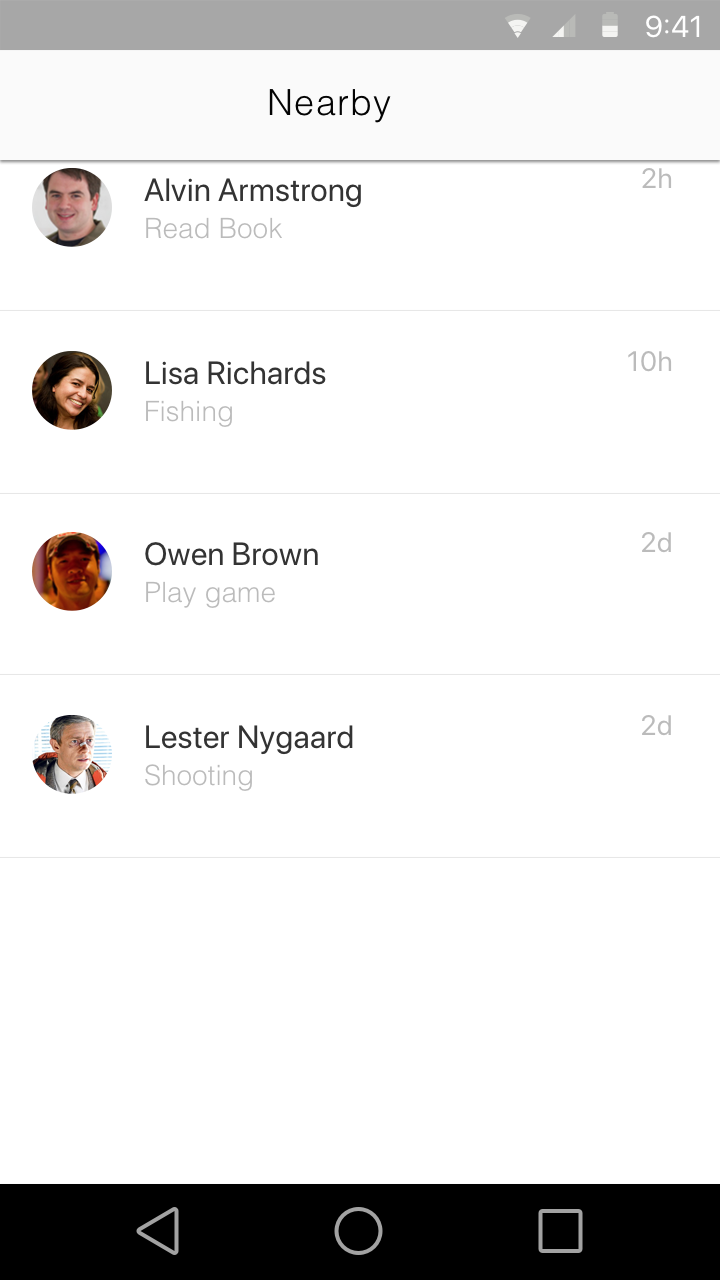 9:41
Nearby
Alvin Armstrong
2h
Read Book
Lisa Richards
10h
Fishing
Owen Brown
2d
Play game
Lester Nygaard
2d
Shooting